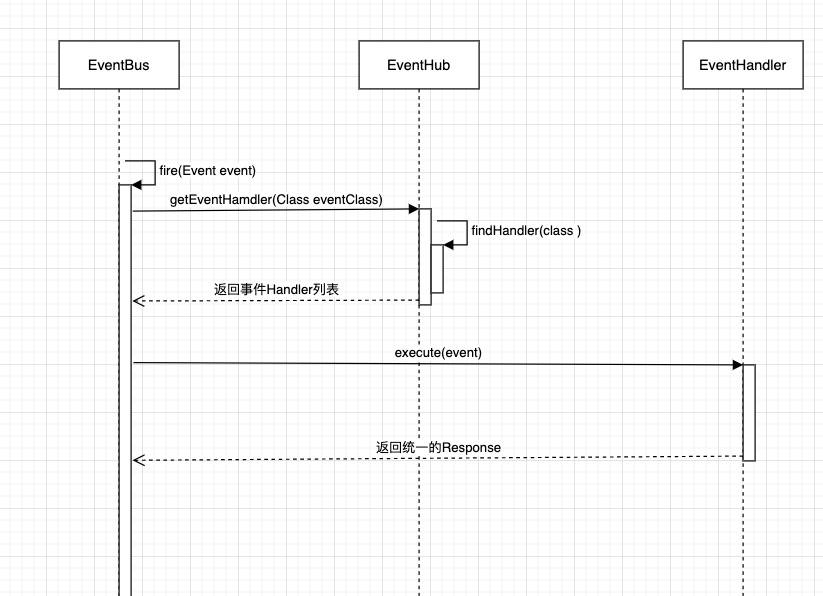 EventBus
EventHub
EventHandler
fire(Event event)
getEventHamdler(Class eventClass)
findHandler(class )
返回事件Handler列表
execute(event)
返回统一的Response